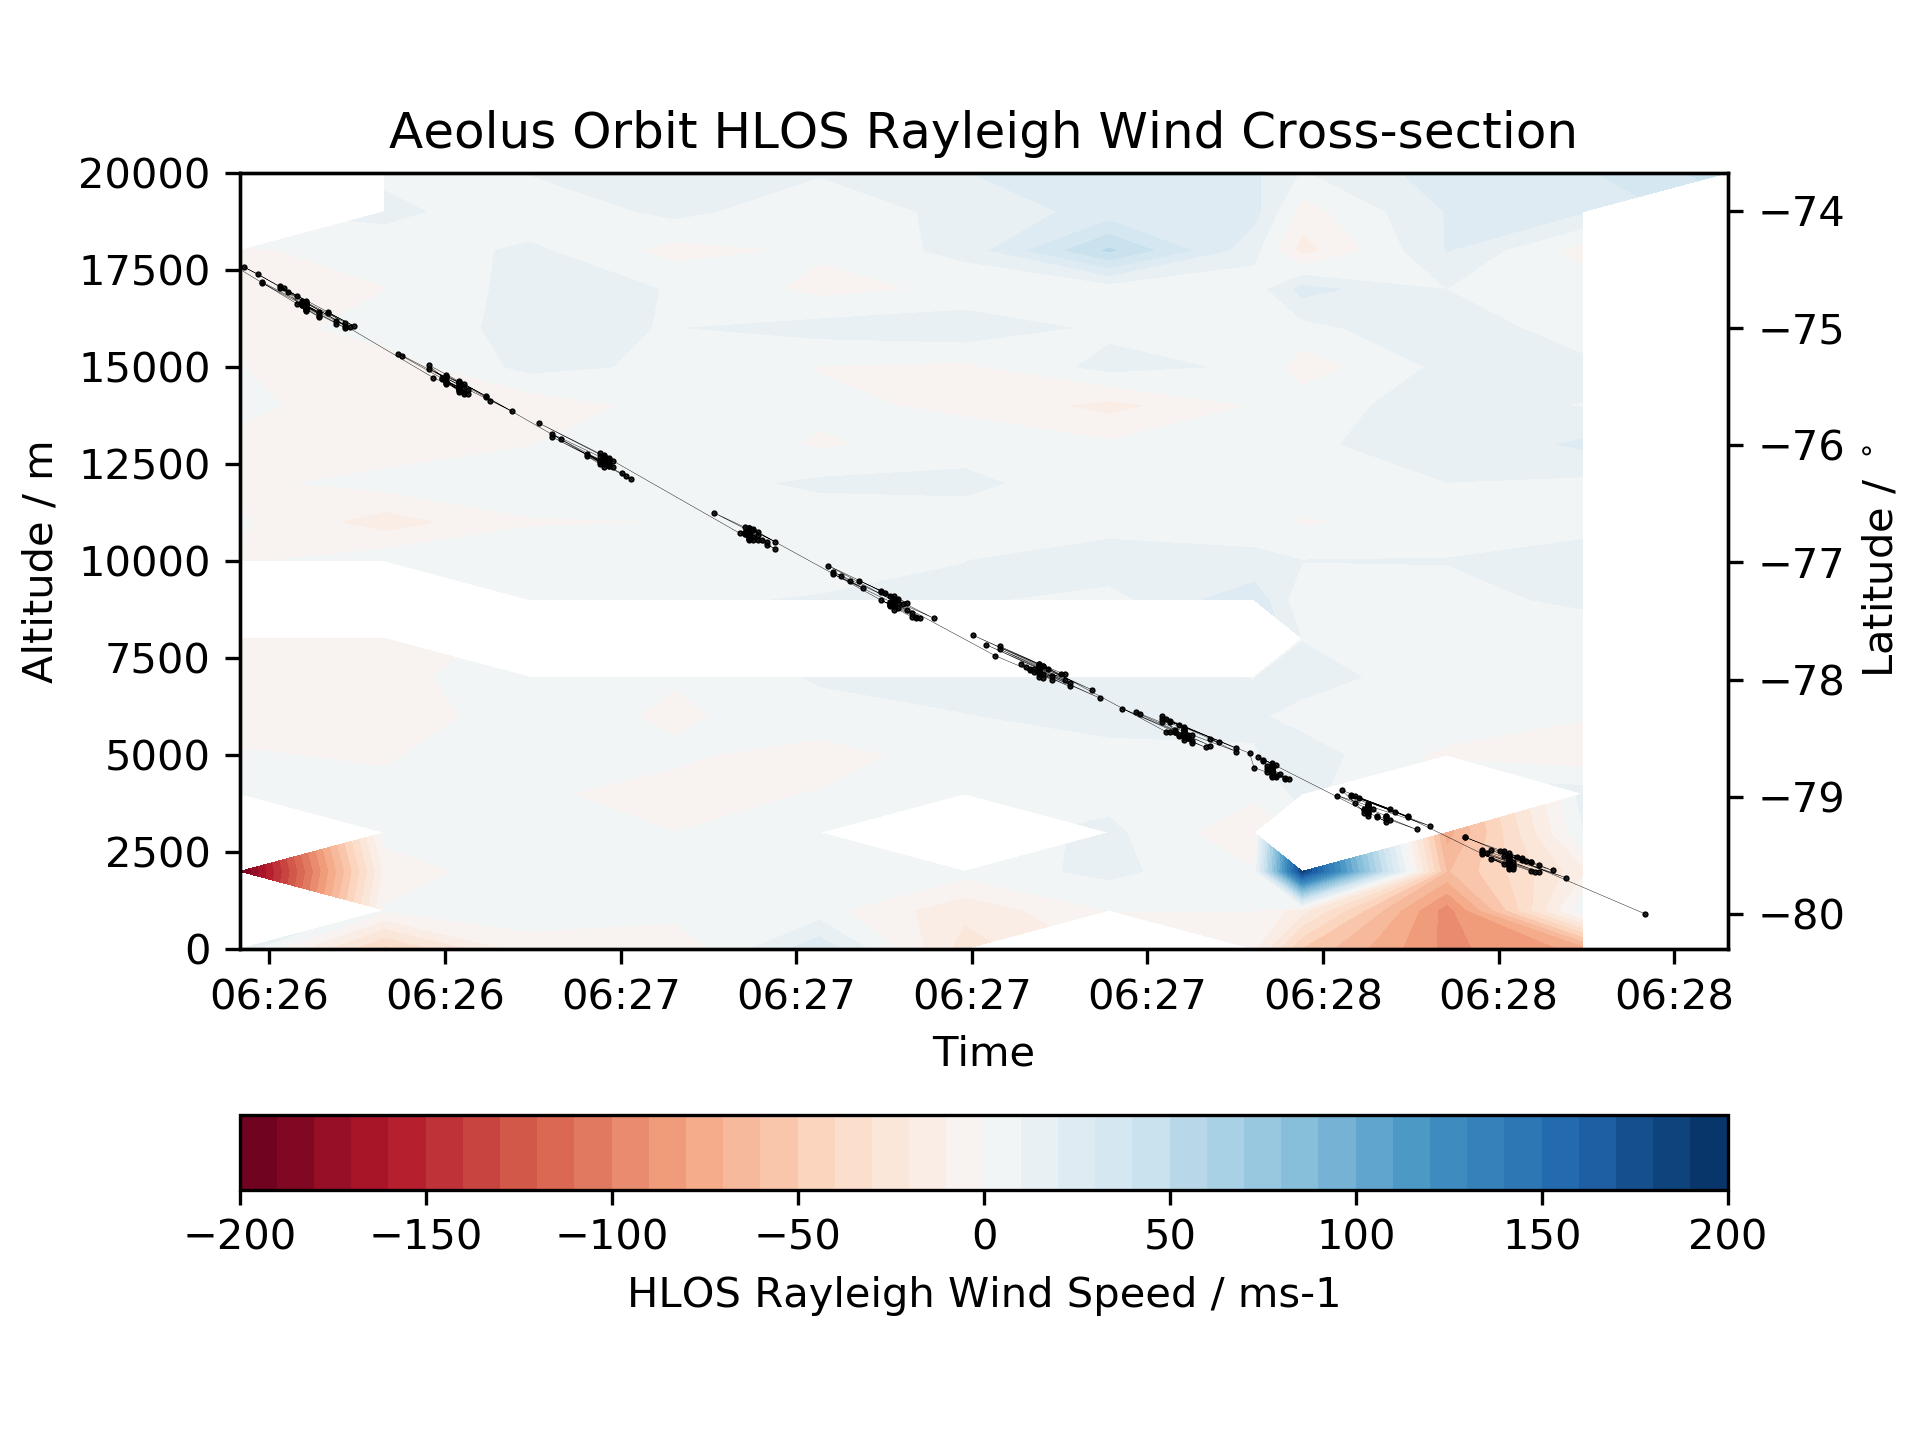 Aeolus Orbit HLOS Rayleigh Wind Cross-section
20000
17500
15000
12500
10000
7500
5000
2500
0
Altitude / m
−74
−75
−76
−77
−78
−79
−80
Latitude / °
06:26 06:26 06:27 06:27 06:27 06:27 06:28 06:28 06:28
Time
−200 −150 −100 −50 0 50 100 150 200
HLOS Rayleigh Wind Speed / ms-1